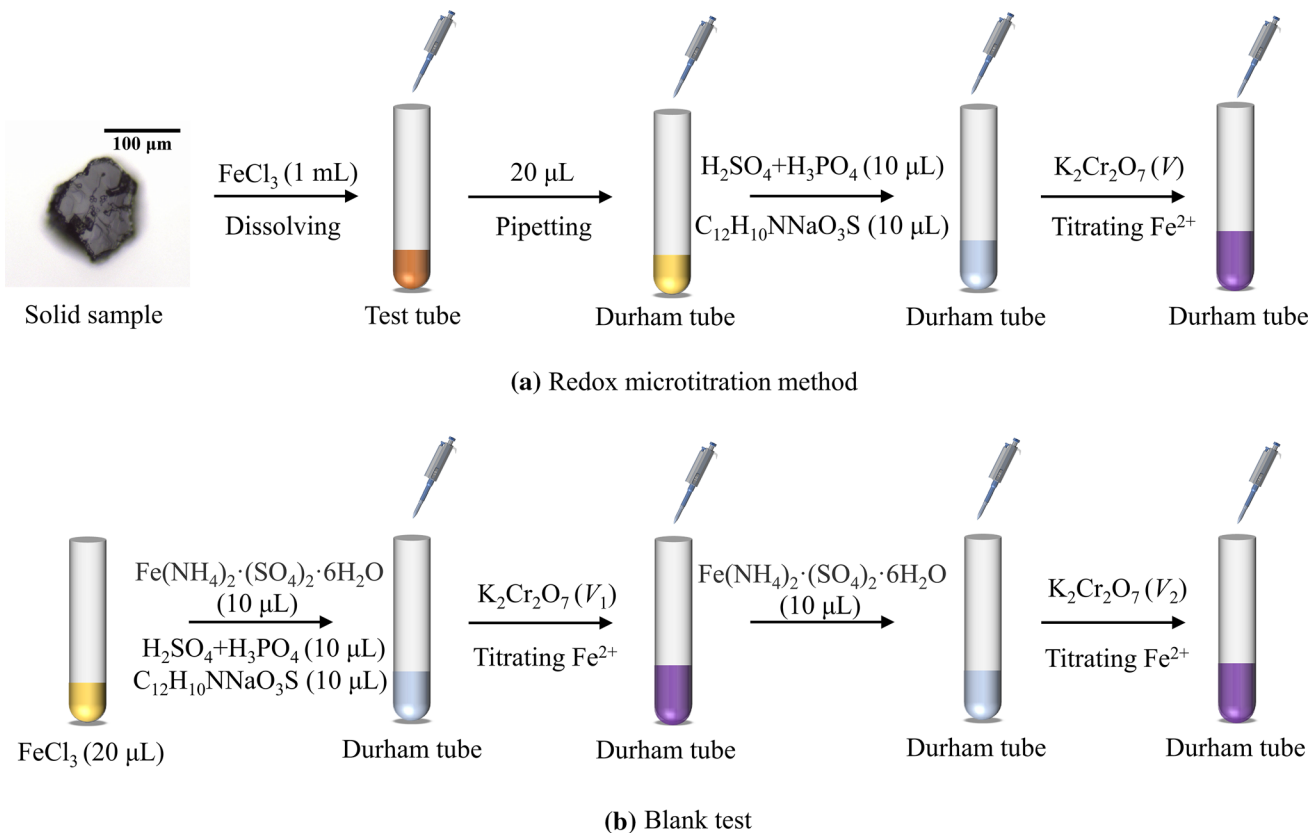 100 μm
FeCl₃ (1 mL)
Dissolving
20 μL
Pipetting
H₂SO₄+H₃PO₄ (10 μL)
C₁₂H₁₀NNaO₃S (10 μL)
K₂Cr₂O₇ (V)
Titrating Fe²⁺
Solid sample
Test tube
Durham tube
Durham tube
Durham tube
(a) Redox microtitration method
Fe(NH₄)₂·(SO₄)₂·6H₂O
(10 μL)
H₂SO₄+H₃PO₄ (10 μL)
C₁₂H₁₀NNaO₃S (10 μL)
K₂Cr₂O₇ (V₁)
Titrating Fe²⁺
Fe(NH₄)₂·(SO₄)₂·6H₂O
(10 μL)
K₂Cr₂O₇ (V₂)
Titrating Fe²⁺
FeCl₃ (20 μL)
Durham tube
Durham tube
Durham tube
Durham tube
(b) Blank test